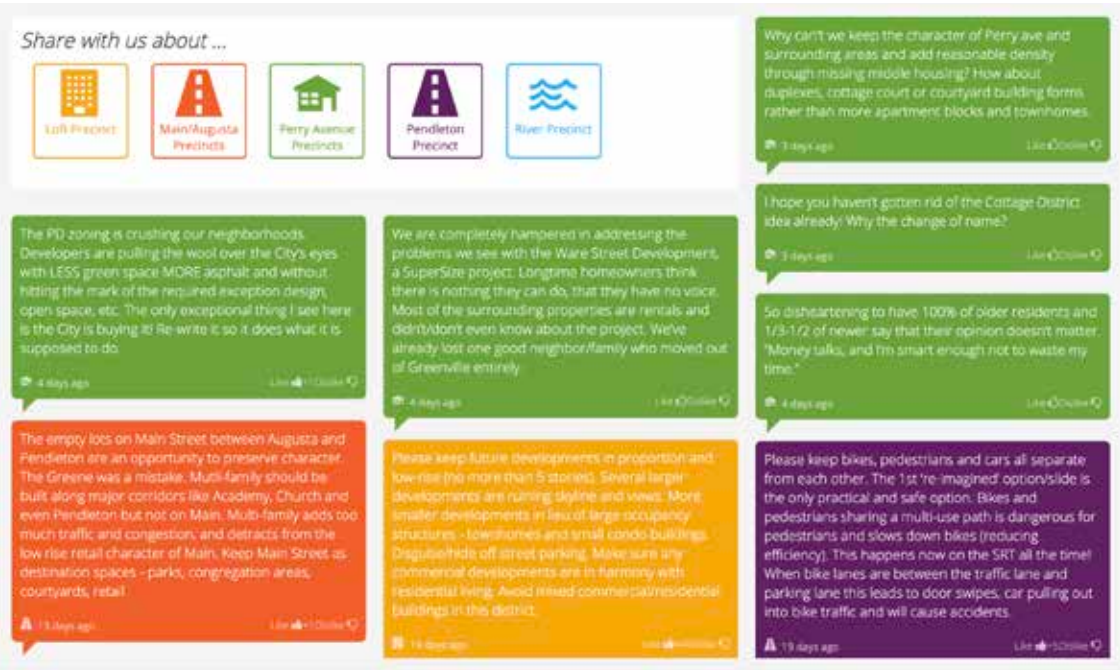 Share with us about ...
Loft Precinct
Main/Augusta
Precincts
Perry Avenue
Precincts
Pendleton
Precinct
River Precinct
Why can't we keep the character of Perry ave and
surrounding areas and add reasonable density
through missing middle housing? How about
duplexes, cottage court or courtyard building forms
rather than more apartment blocks and townhomes.
3 days ago
Like Dislike
I hope you haven't gotten rid of the Cottage District
idea already! Why the change of name?
3 days ago
Like Dislike
So disheartening to have 100% of older residents and
1/3-1/2 of newer say that their opinion doesn't matter.
"Money talks, and I'm smart enough not to waste my
time."
4 days ago
Like Dislike
The PD zoning is crushing our neighborhoods.
Developers are pulling the wool over the City's eyes
with LESS green space MORE asphalt and without
hitting the mark of the required exception design,
open space, etc. The only exceptional thing I see here
is the City is buying it! Re-write it so it does what it is
supposed to do.
4 days ago
Like +1 Dislike
We are completely hampered in addressing the
problems we see with the Ware Street Development,
a SuperSize project. Longtime homeowners think
there is nothing they can do, that they have no voice.
Most of the surrounding properties are rentals and
didn't/don't even know about the project. We've
already lost one good neighbor/family who moved out
of Greenville entirely.
4 days ago
Like Dislike
The empty lots on Main Street between Augusta and
Pendleton are an opportunity to preserve character.
The Greene was a mistake. Mutli-family should be
built along major corridors like Academy, Church and
even Pendleton but not on Main. Multi-family adds too
much traffic and congestion, and detracts from the
low rise retail character of Main. Keep Main Street as
destination spaces - parks, congregation areas,
courtyards, retail
days ago
Like Dislike
Please keep future developments in proportion and
low-rise (no more than 5 stories). Several larger
developments are ruining skyline and views. More
smaller developments in lieu of large occupancy
structures - townhomes and small condo buildings.
Disguise/hide off street parking. Make sure any
commercial developments are in harmony with
residential living. Avoid mixed commercial/residential
buildings in this district.
days ago
Like Dislike
Please keep bikes, pedestrians and cars all separate
from each other. The 1st 're-imagined' option/slide is
the only practical and safe option. Bikes and
pedestrians sharing a multi-use path is dangerous for
pedestrians and slows down bikes (reducing
efficiency). This happens now on the SRT all the time!
When bike lanes are between the traffic lane and
parking lane this leads to door swipes, car pulling out
into bike traffic and will cause accidents.
19 days ago
Like Dislike